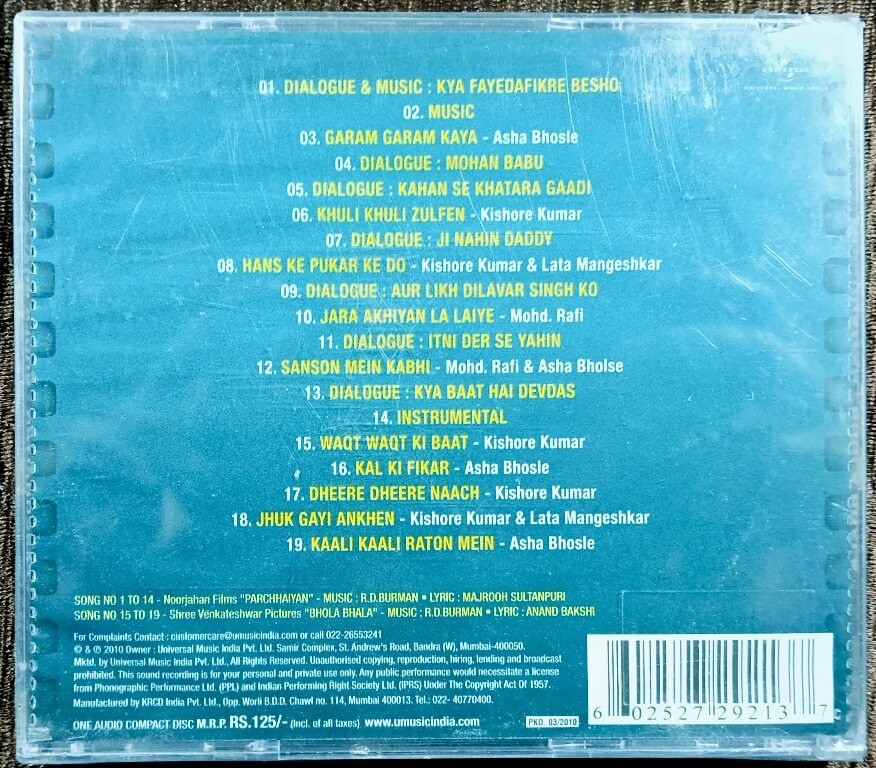 UNIVERSAL
01. DIALOGUE & MUSIC : KYA FAYEDAFIKRE BESHO
02. MUSIC
03. GARAM GARAM KAYA - Asha Bhosle
04. DIALOGUE : MOHAN BABU
05. DIALOGUE : KAHAN SE KHATARA GAADI
06. KHULI KHULI ZULFEN - Kishore Kumar
07. DIALOGUE : JI NAHIN DADDY
08. HANS KE PUKAR KE DO - Kishore Kumar & Lata Mangeshkar
09. DIALOGUE : AUR LIKH DILAVAR SINGH KO
10. JARA AKHIYAN LA LAIYE - Mohd. Rafi
11. DIALOGUE : ITNI DER SE YAHIN
12. SANSON MEIN KABHI - Mohd. Rafi & Asha Bholse
13. DIALOGUE : KYA BAAT HAI DEVDAS
14. INSTRUMENTAL
15. WAQT WAQT KI BAAT - Kishore Kumar
16. KAL KI FIKAR - Asha Bhosle
17. DHEERE DHEERE NAACH - Kishore Kumar
18. JHUK GAYI ANKHEN - Kishore Kumar & Lata Mangeshkar
19. KAALI KAALI RATON MEIN - Asha Bhosle
SONG NO 1 TO 14 - Noorjahan Films "PARCHHAIYAN" - MUSIC : R.D.BURMAN • LYRIC : MAJROOH SULTANPURI
SONG NO 15 TO 19 - Shree Venkateshwar Pictures "BHOLA BHALA" - MUSIC : R.D.BURMAN • LYRIC : ANAND BAKSHI
For Complaints Contact : customercare@umusicindia.com or call 022-26553241
© & ℗ 2010 Owner : Universal Music India Pvt. Ltd. Samir Complex, St. Andrew's Road, Bandra (W), Mumbai-400050.
Mktd. by Universal Music India Pvt. Ltd., All Rights Reserved. Unauthorised copying, reproduction, hiring, lending and broadcast
prohibited. This sound recording is for your personal and private use only. Any public performance would necessitate a license
from Phonographic Performance Ltd. (PPL) and Indian Performing Right Society Ltd. (IPRS) Under The Copyright Act Of 1957.
Manufactured by KRCD India Pvt. Ltd., Opp. Worli B.D.D. Chawl no. 114, Mumbai 400013. Tel.: 022- 40770400.
ONE AUDIO COMPACT DISC M.R.P. RS.125/- (Incl. of all taxes) www.umusicindia.com
PKD. 03/2010
6 02527 29213 7